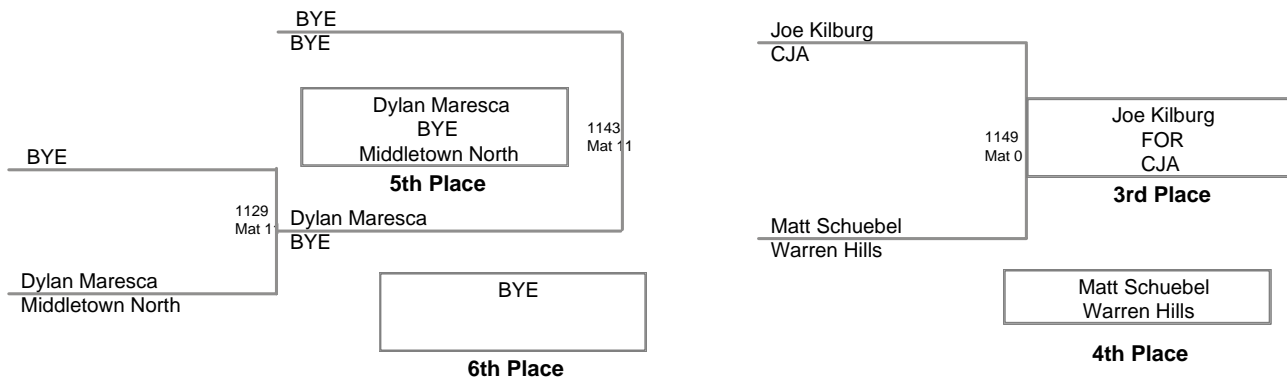 BYE
BYE
Dylan Maresca
BYE
Middletown North
5th Place
1143
Mat 11
BYE
1129
Mat 1
Dylan Maresca
BYE
Dylan Maresca
Middletown North
BYE
6th Place
Joe Kilburg
CJA
1149
Mat 0
Joe Kilburg
FOR
CJA
3rd Place
Matt Schuebel
Warren Hills
Matt Schuebel
Warren Hills
4th Place